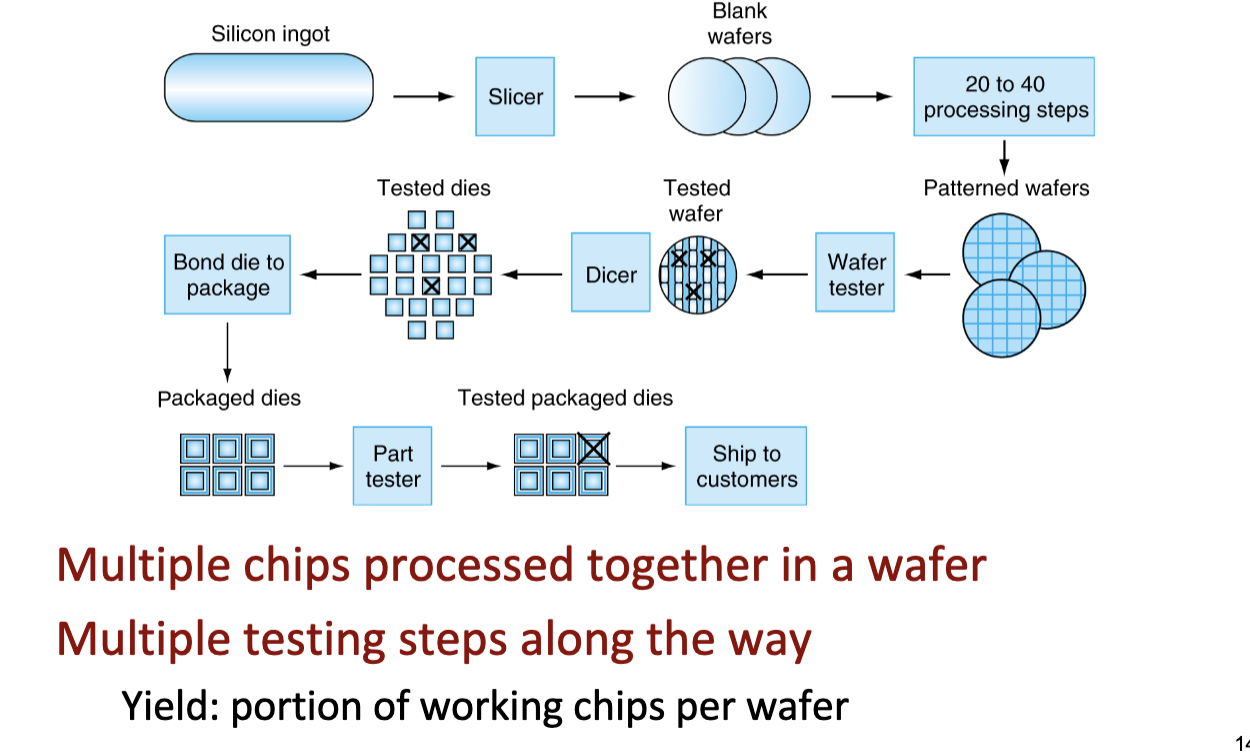 Silicon ingot
Slicer
Blank
wafers
20 to 40
processing steps
Tested dies
Tested
wafer
Patterned wafers
Bond die to
package
Dicer
Wafer
tester
Packaged dies
Tested packaged dies
Part
tester
Ship to
customers
Multiple chips processed together in a wafer
Multiple testing steps along the way
Yield: portion of working chips per wafer